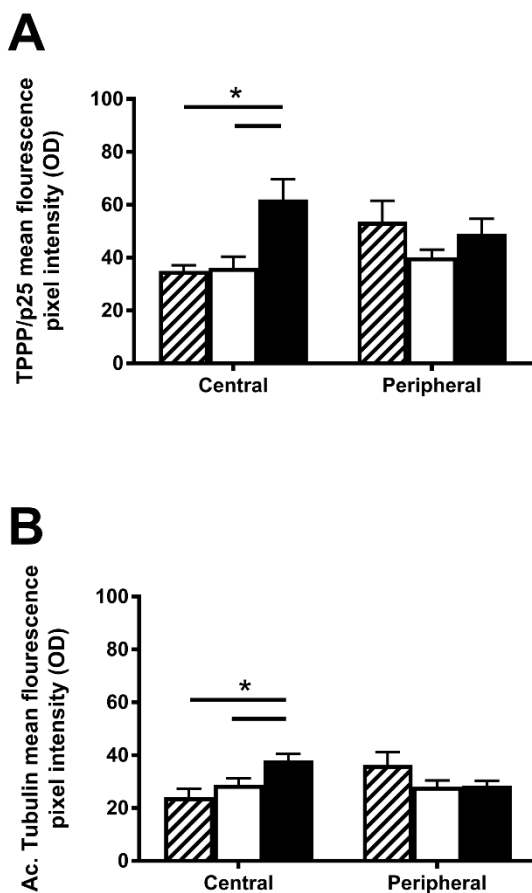 A
TPPP/p25 mean flourescence
pixel intensity (OD)
100
80
60
40
20
0
*
Central
Peripheral
B
Ac. Tubulin mean flourescence
pixel intensity (OD)
100
80
60
40
20
0
*
Central
Peripheral